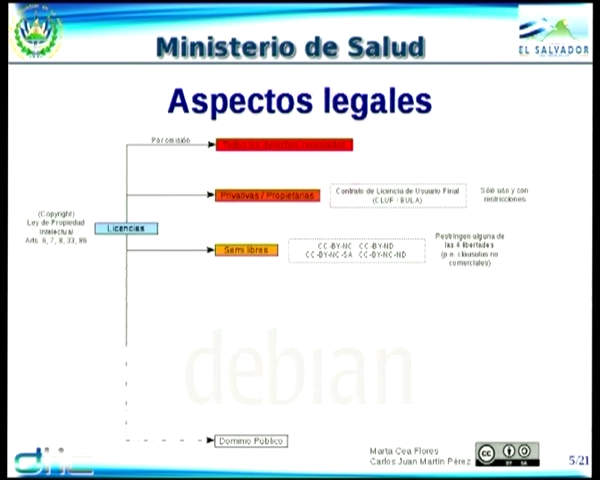 Ministerio de Salud
EL SALVADOR
Aspectos legales
Por omisión
Privativas / Propietarias
Contrato de Licencia de Usuario Final
(CLUF / EULA)
Sólo uso y con
restricciones
(Copyright)
Ley de Propiedad
Intelectual
Arts. 6, 7, 8, 33, 86
Licencias
Semi libres
CC-BY-NC CC-BY-ND
CC-BY-NC-SA CC-BY-NC-ND
Restringen alguna de
las 4 libertades
(p.e. cláusulas no
comerciales)
debian
Dominio Público
Marta Cea Flores
Carlos Juan Martín Pérez
cc
BY SA
5/21